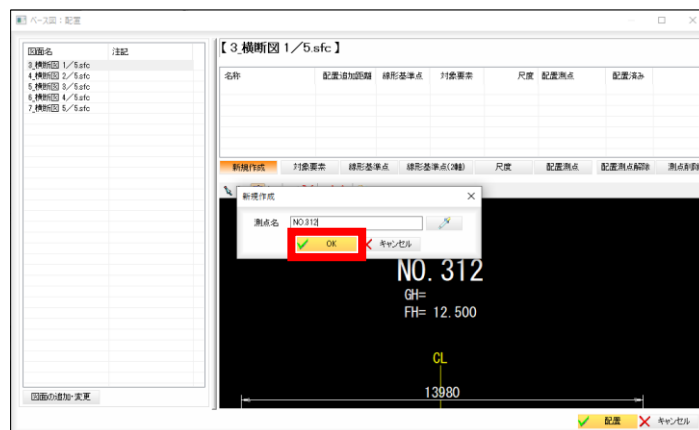 ベース図：配置
図面名 注記
3_横断図 1／5.sfc
4_横断図 2／5.sfc
5_横断図 3／5.sfc
6_横断図 4／5.sfc
7_横断図 5／5.sfc
図面の追加・変更
【 3_横断図 1／5.sfc 】
名称 配置追加距離 線形基準点 対象要素 尺度 配置測点 配置済み
新規作成 対象要素 線形基準点 線形基準点(2軸) 尺度 配置測点 配置測点解除 測点削除
新規作成
測点名 NO.312
OK キャンセル
NO. 312
GH=
FH= 12.500
CL
13980
配置 キャンセル